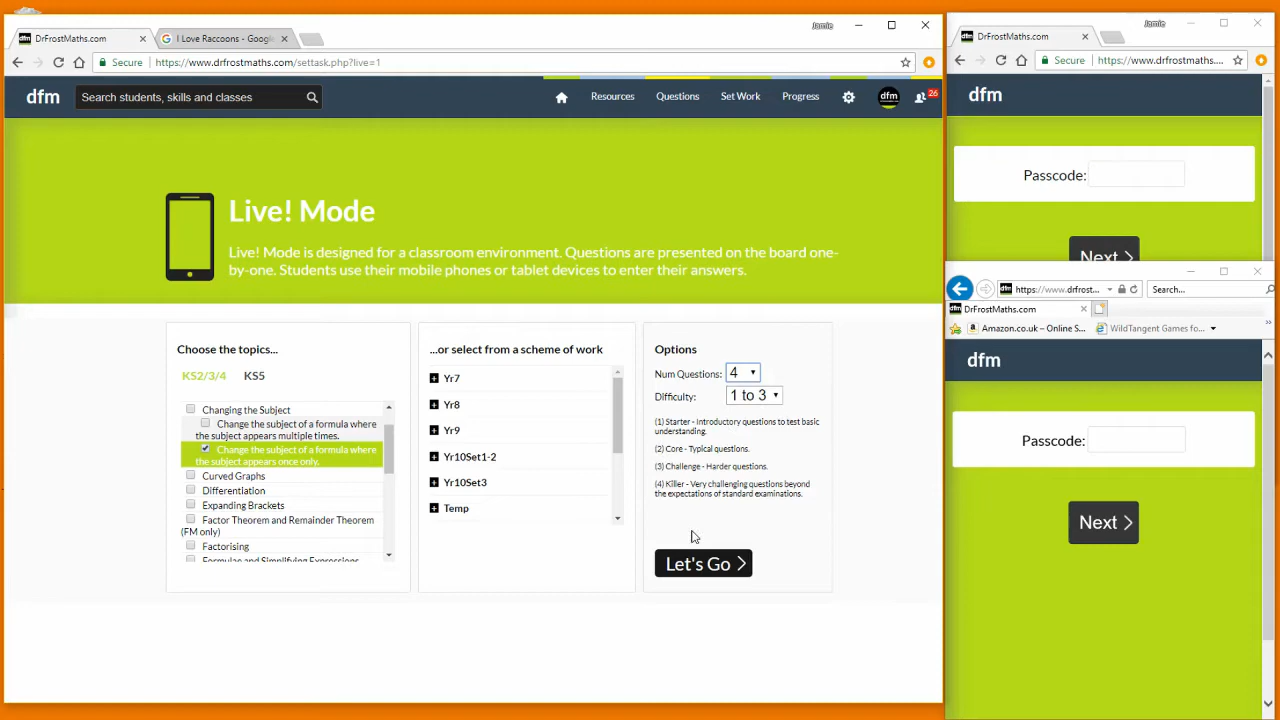 Jamie
DrFrostMaths.com
I Love Raccoons - Googl
Secure
https://www.drfrostmaths.com/settask.php?live=1
dfm
Search students, skills and classes
Resources
Questions
Set Work
Progress
dfm
26
Live! Mode
Live! Mode is designed for a classroom environment. Questions are presented on the board one-
by-one. Students use their mobile phones or tablet devices to enter their answers.
Choose the topics...
KS2/3/4
KS5
Changing the Subject
Change the subject of a formula where
the subject appears multiple times.
Change the subject of a formula where
the subject appears once only.
Curved Graphs
Differentiation
Expanding Brackets
Factor Theorem and Remainder Theorem
(FM only)
Factorising
Formulae and Simplifying Expressions
...or select from a scheme of work
Yr7
Yr8
Yr9
Yr10Set1-2
Yr10Set3
Temp
Options
Num Questions: 4
Difficulty: 1 to 3
(1) Starter - Introductory questions to test basic
understanding.
(2) Core - Typical questions.
(3) Challenge - Harder questions.
(4) Killer - Very challenging questions beyond
the expectations of standard examinations.
Let's Go
Jamie
DrFrostMaths.com
Secure
https://www.drfrostmaths....
dfm
Passcode:
Next
https://www.drfrost...
Search...
DrFrostMaths.com
Amazon.co.uk – Online S...
WildTangent Games fo...
dfm
Passcode:
Next